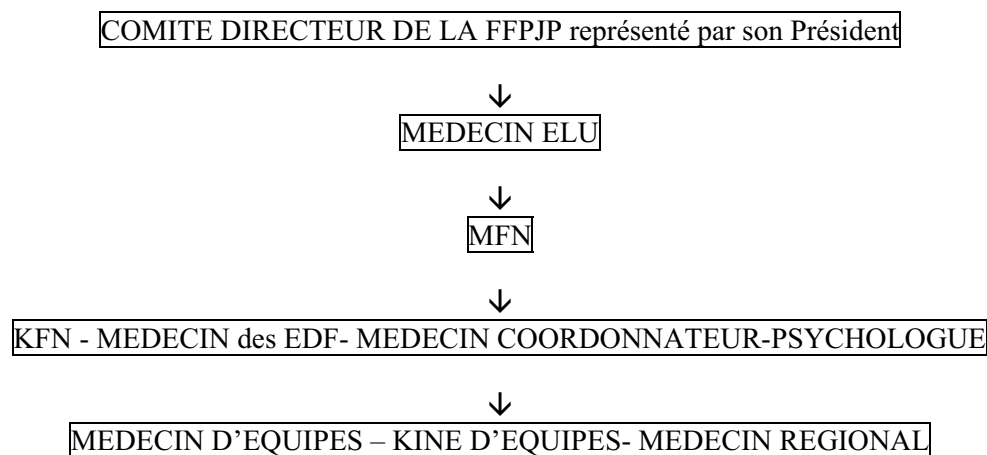 COMITE DIRECTEUR DE LA FFPJP représenté par son Président
MEDECIN ELU
MFN
KFN - MEDECIN des EDF- MEDECIN COORDONNATEUR-PSYCHOLOGUE
MEDECIN D’EQUIPES – KINE D’EQUIPES- MEDECIN REGIONAL